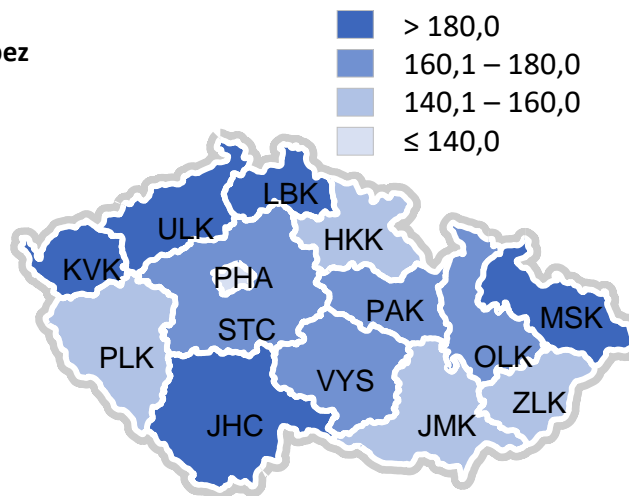 bez
> 180,0
160,1 – 180,0
140,1 – 160,0
≤ 140,0
LBK
ULK
HKK
KVK
PHA
PAK
MSK
STC
PLK
OLK
VYS
ZLK
JHC
JMK